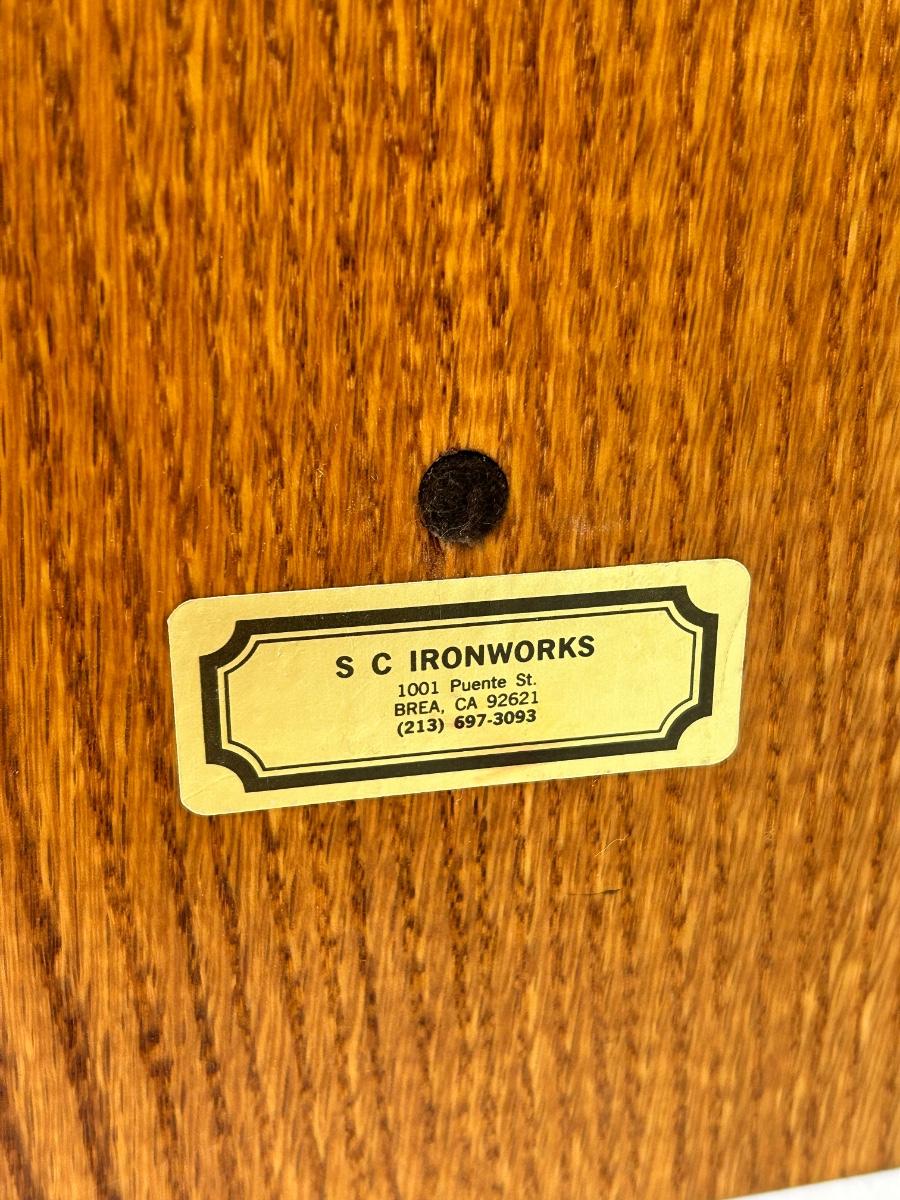 S C IRONWORKS
1001 Puente St.
BREA, CA 92621
(213) 697-3093